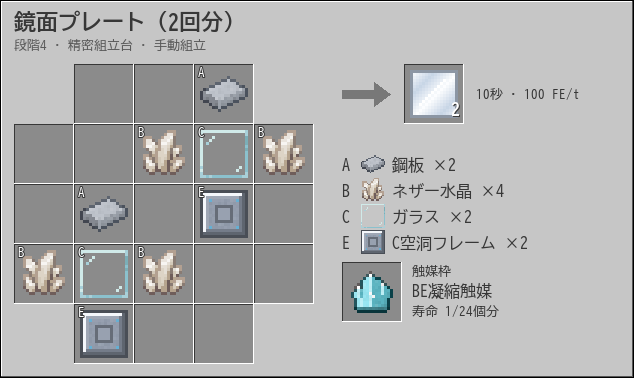 鏡面プレート（2回分）
段階4 · 精密組立台 · 手動組立
A
B
C
B
A
E
B
C
B
E
2
10秒 · 100 FE/t
A 鋼板 ×2
B ネザー水晶 ×4
C ガラス ×2
E C空洞フレーム ×2
触媒枠
BE凝縮触媒
寿命 1/24個分